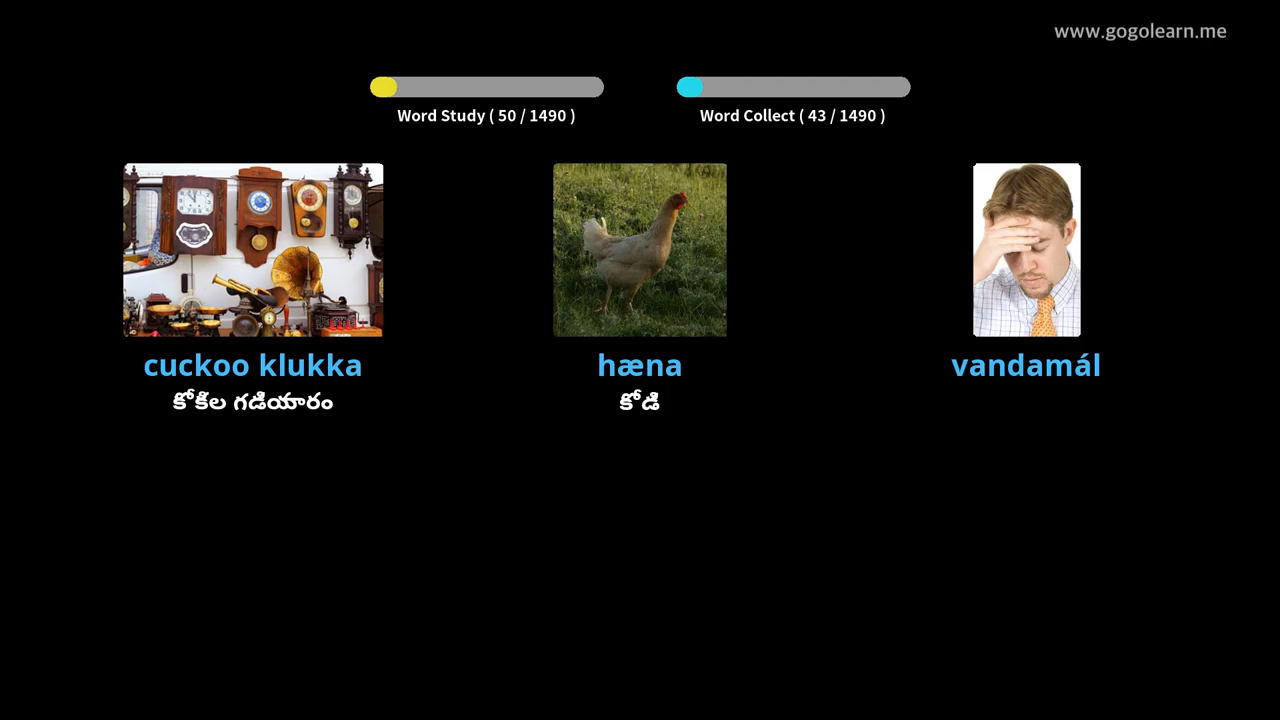 www.gogolearn.me
Word Study ( 50 / 1490 )
Word Collect ( 43 / 1490 )
cuckoo klukka
hæna
vandamál
కోకిల గడియారం
కోడి